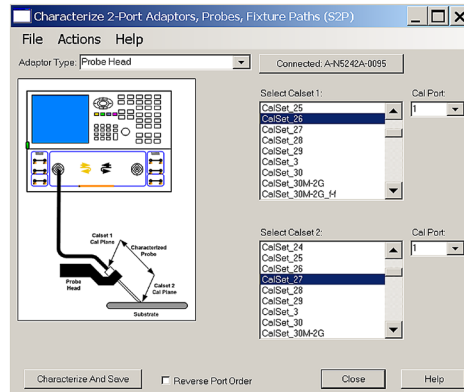 Characterize 2-Port Adaptors, Probes, Fixture Paths (S2P)
File Actions Help
Adaptor Type: Probe Head
Connected: A-N5242A-0095
Select Calset 1:
Cal Port:
CalSet_25
1
CalSet_26
CalSet_27
CalSet_28
CalSet_29
CalSet_3
CalSet_30
CalSet_30M-2G
CalSet_30M-2G_H
Calset 1
Cal Plane
Characterized
Probe
Calset 2
Cal Plane
Probe
Head
Substrate
Select Calset 2:
Cal Port:
CalSet_24
1
CalSet_25
CalSet_26
CalSet_27
CalSet_28
CalSet_29
CalSet_3
CalSet_30
CalSet_30M-2G
Characterize And Save
Reverse Port Order
Close
Help